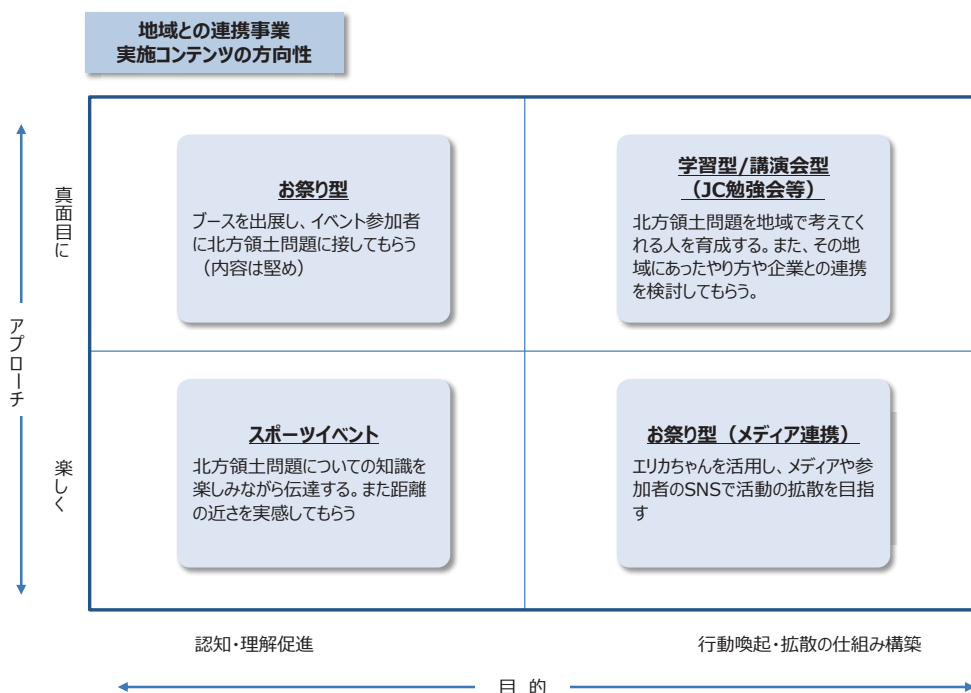 地域との連携事業
実施コンテンツの方向性
真面目に
お祭り型
ブースを出展し、イベント参加者
に北方領土問題に接してもらう
（内容は堅め）
学習型/講演会型
（JC勉強会等）
北方領土問題を地域で考えてく
れる人を育成する。また、その地
域にあったやり方や企業との連携
を検討してもらう。
アプローチ
楽しく
スポーツイベント
北方領土問題についての知識を
楽しみながら伝達する。また距離
の近さを実感してもらう
お祭り型（メディア連携）
エリカちゃんを活用し、メディアや参
加者のSNSで活動の拡散を目指
す
認知・理解促進
行動喚起・拡散の仕組み構築
目 的